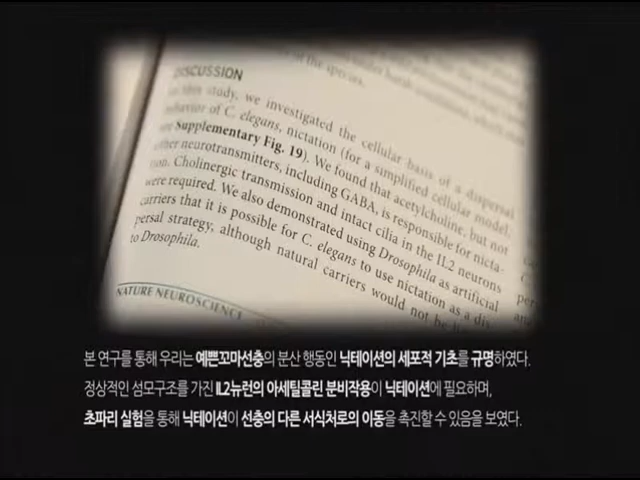 of the species.
DISCUSSION
In this study, we investigated the cellular basis of a dispersal
behavior of C. elegans, nictation (for a simplified cellular model,
see Supplementary Fig. 19). We found that acetylcholine, but not
other neurotransmitters, including GABA, is responsible for nicta-
tion. Cholinergic transmission and intact cilia in the IL2 neurons
were required. We also demonstrated using Drosophila as artificial
carriers that it is possible for C. elegans to use nictation as a dis-
persal strategy, although natural carriers would not be
to Drosophila.
NATURE NEUROSCIENCE
본 연구를 통해 우리는 예쁜꼬마선충의 분산 행동인 닉테이션의 세포적 기초를 규명하였다.
정상적인 섬모구조를 가진 IL2뉴런의 아세틸콜린 분비작용이 닉테이션에 필요하며,
초파리 실험을 통해 닉테이션이 선충의 다른 서식처로의 이동을 촉진할 수 있음을 보였다.